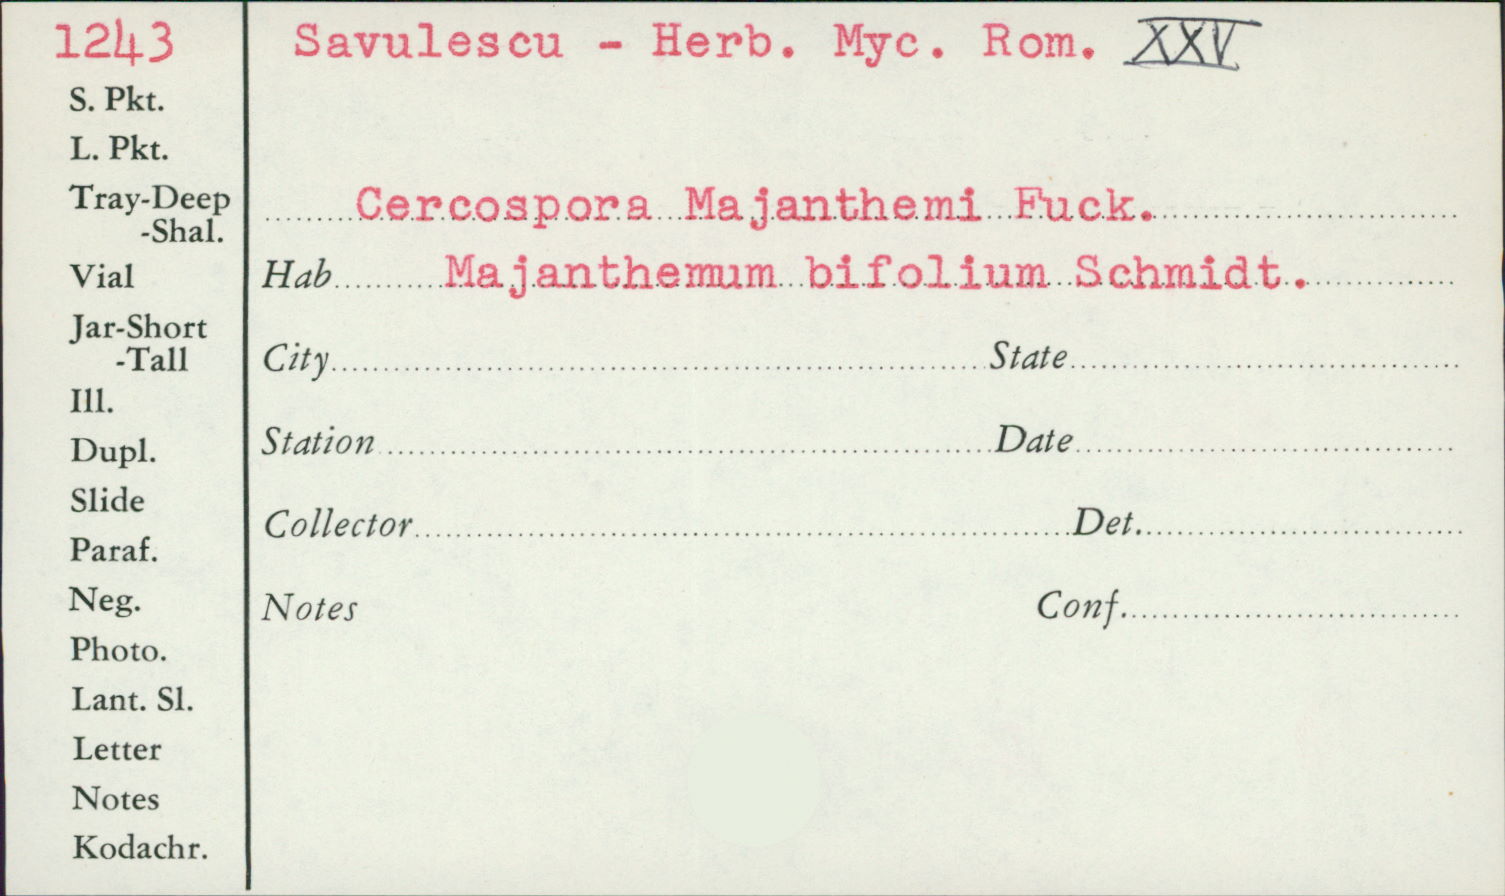 1243
Savulescu - Herb. Myc. Rom. XXV
S. Pkt.
L. Pkt.
Tray-Deep
-Shal.
Cercospora Majanthemi Fuck.
Vial
Hab Majanthemum bifolium Schmidt.
Jar-Short
-Tall
City State
Ill.
Dupl.
Station Date
Slide
Collector Det.
Paraf.
Neg.
Notes Conf.
Photo.
Lant. Sl.
Letter
Notes
Kodachr.